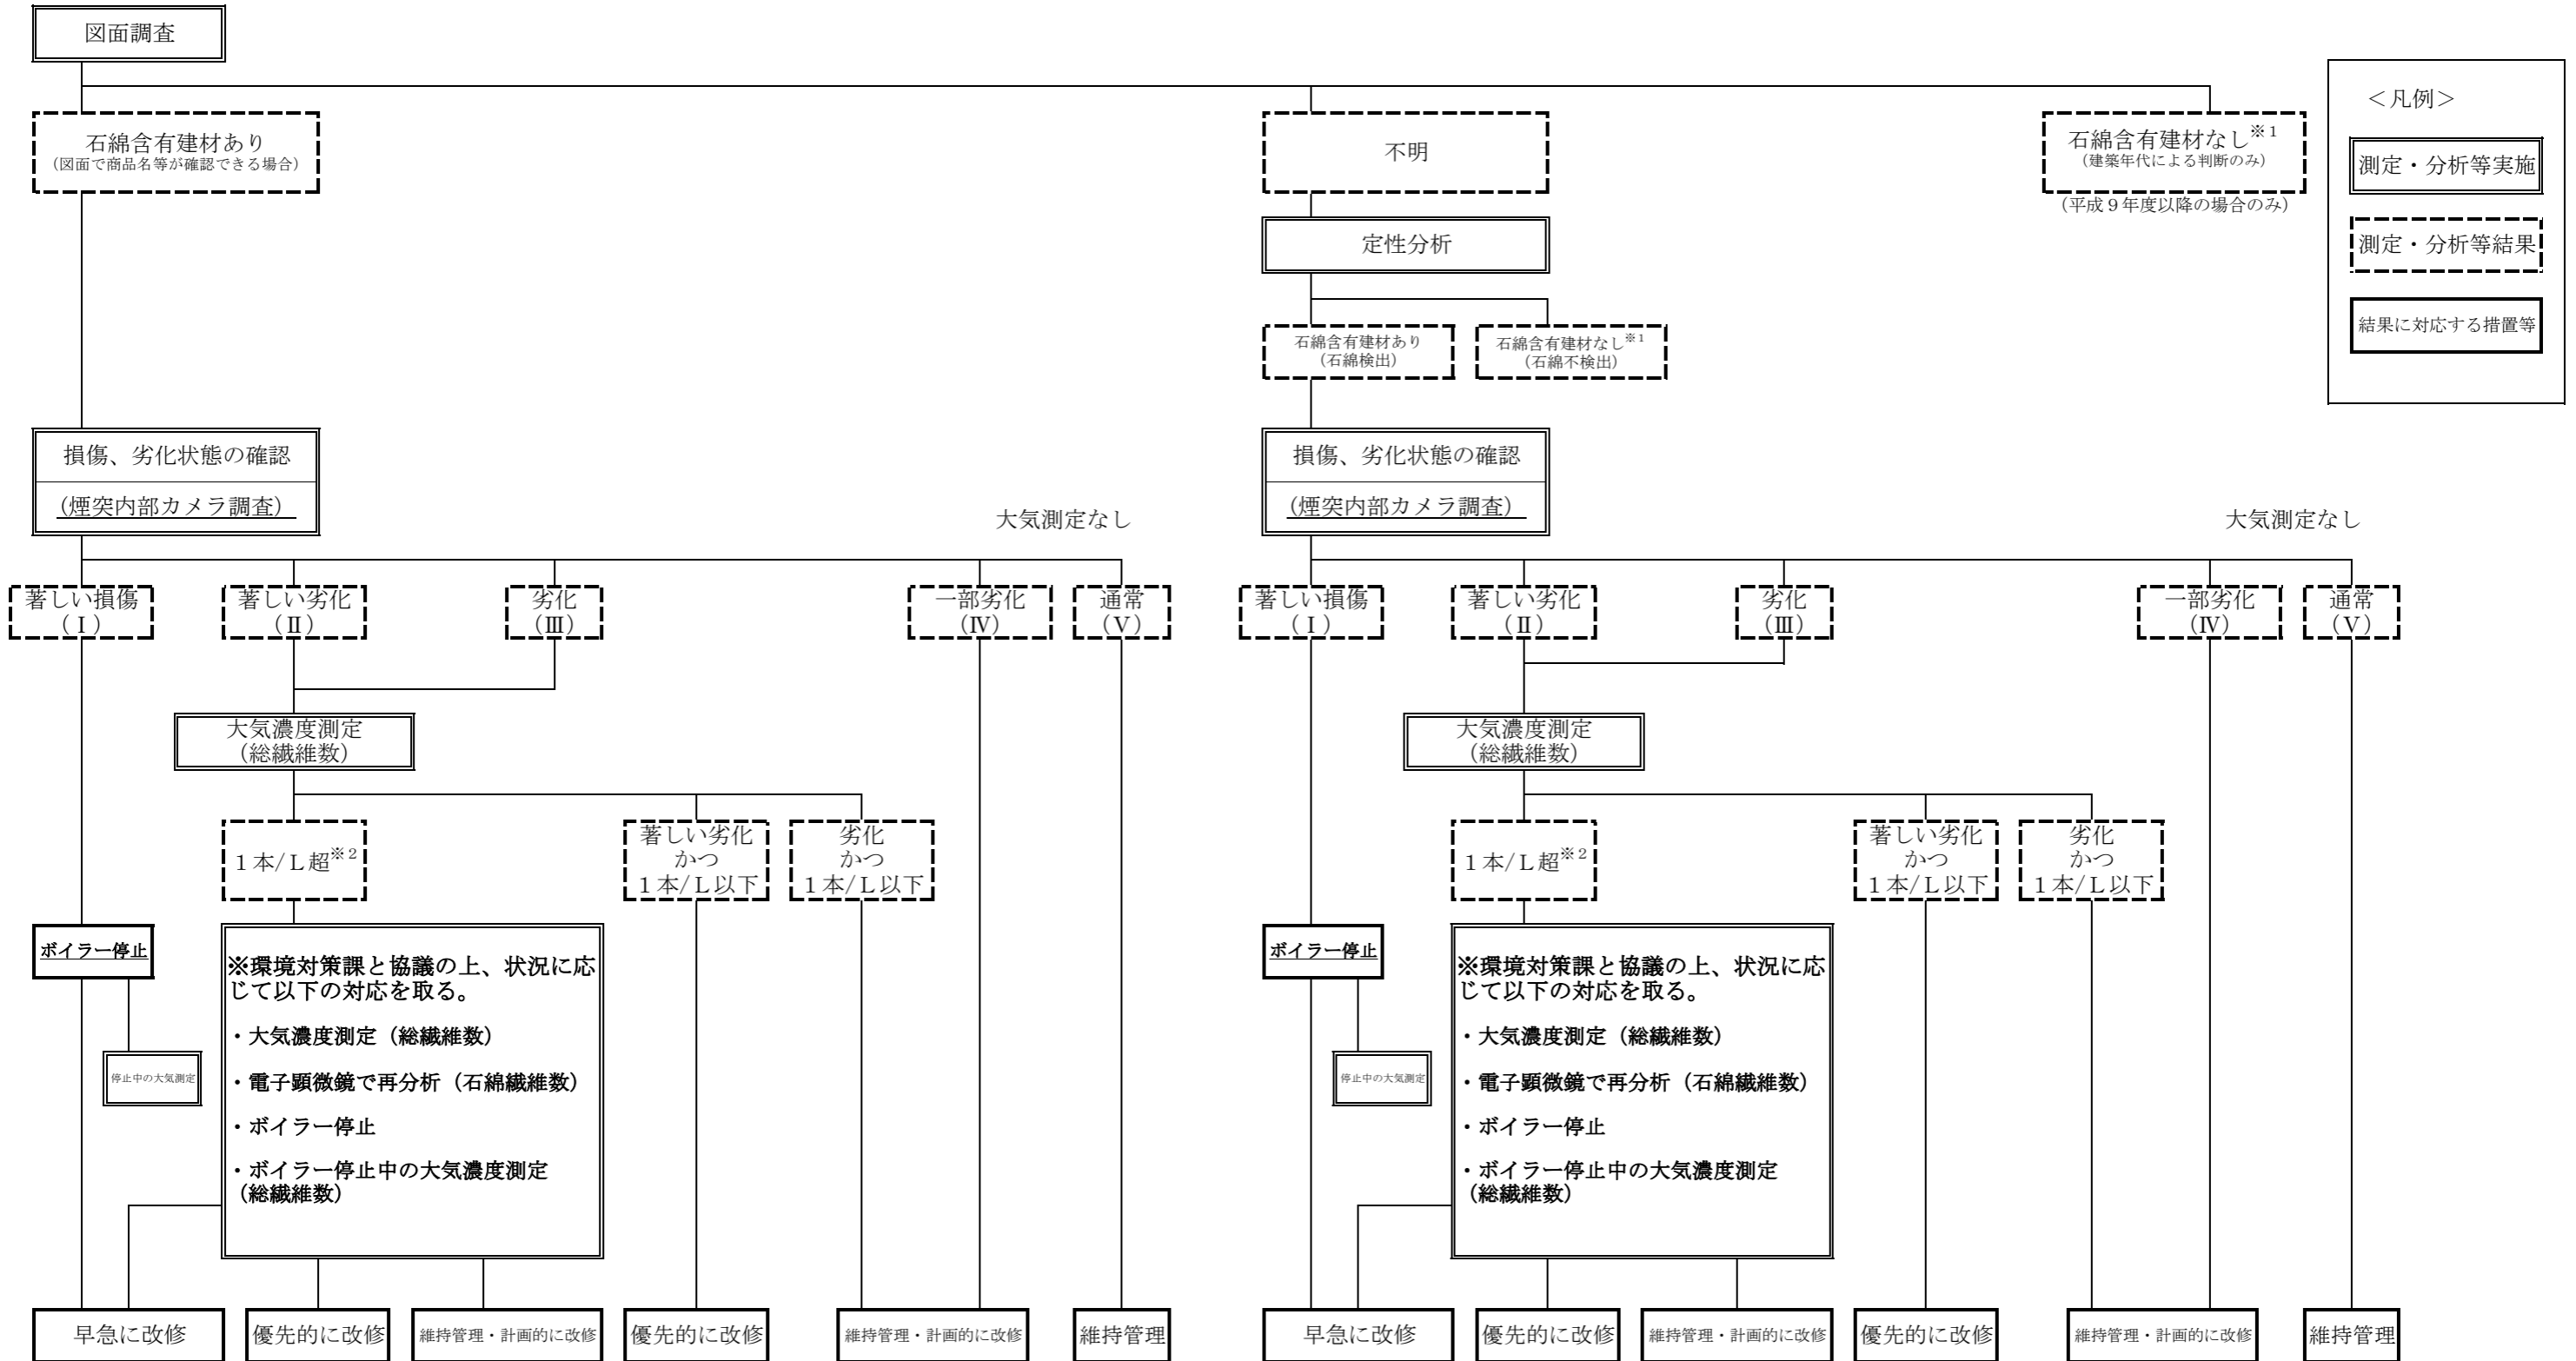 図面調査
石綿含有建材あり
（図面で商品名等が確認できる場合）
不明
石綿含有建材なし※１
（建築年代による判断のみ）
（平成９年度以降の場合のみ）
＜凡例＞
測定・分析等実施
測定・分析等結果
結果に対応する措置等
定性分析
石綿含有建材あり
（石綿検出）
石綿含有建材なし※１
（石綿不検出）
損傷、劣化状態の確認
（煙突内部カメラ調査）
大気測定なし
損傷、劣化状態の確認
（煙突内部カメラ調査）
大気測定なし
著しい損傷
（Ⅰ）
著しい劣化
（Ⅱ）
劣化
（Ⅲ）
一部劣化
（Ⅳ）
通常
（Ⅴ）
著しい損傷
（Ⅰ）
著しい劣化
（Ⅱ）
劣化
（Ⅲ）
一部劣化
（Ⅳ）
通常
（Ⅴ）
大気濃度測定
（総繊維数）
大気濃度測定
（総繊維数）
１本/Ｌ超※２
著しい劣化
かつ
１本/Ｌ以下
劣化
かつ
１本/Ｌ以下
１本/Ｌ超※２
著しい劣化
かつ
１本/Ｌ以下
劣化
かつ
１本/Ｌ以下
ボイラー停止
停止中の大気測定
※環境対策課と協議の上、状況に応
じて以下の対応を取る。
・大気濃度測定（総繊維数）
・電子顕微鏡で再分析（石綿繊維数）
・ボイラー停止
・ボイラー停止中の大気濃度測定
（総繊維数）
ボイラー停止
停止中の大気測定
※環境対策課と協議の上、状況に応
じて以下の対応を取る。
・大気濃度測定（総繊維数）
・電子顕微鏡で再分析（石綿繊維数）
・ボイラー停止
・ボイラー停止中の大気濃度測定
（総繊維数）
早急に改修
優先的に改修
維持管理・計画的に改修
優先的に改修
維持管理・計画的に改修
維持管理
早急に改修
優先的に改修
維持管理・計画的に改修
優先的に改修
維持管理・計画的に改修
維持管理